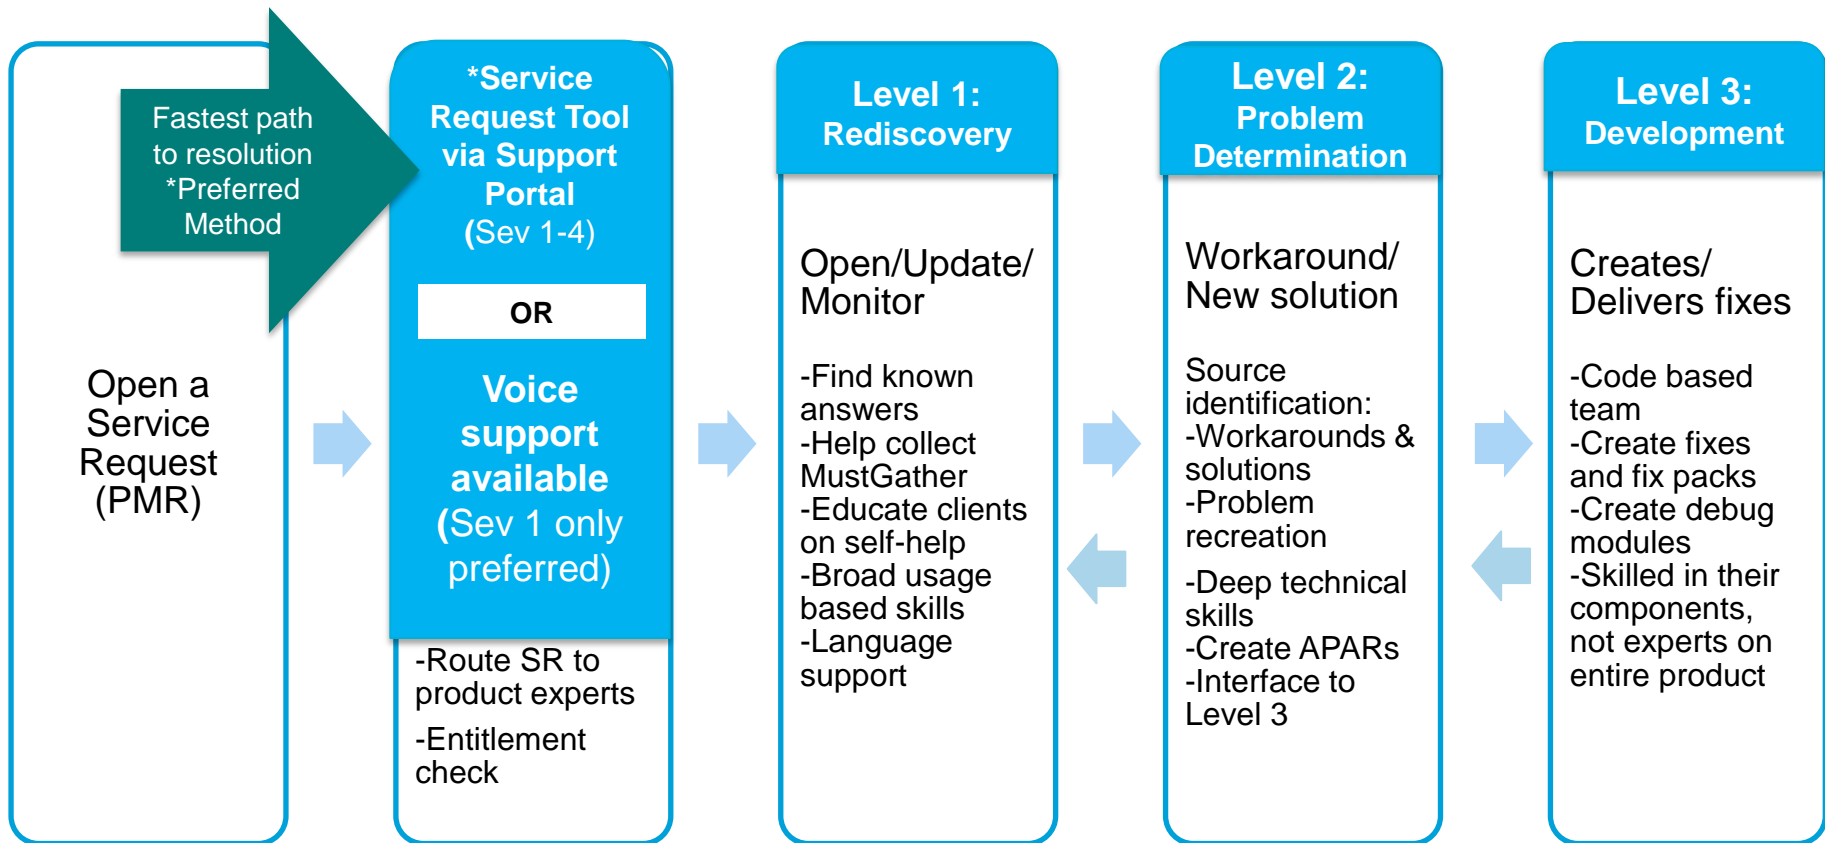 Fastest path
to resolution
*Preferred
Method
Open a
Service
Request
(PMR)
*Service
Request Tool
via Support
Portal
(Sev 1-4)
OR
Voice
support
available
(Sev 1 only
preferred)
-Route SR to
product experts
-Entitlement
check
Level 1:
Rediscovery
Open/Update/
Monitor
-Find known
answers
-Help collect
MustGather
-Educate clients
on self-help
-Broad usage
based skills
-Language
support
Level 2:
Problem
Determination
Workaround/
New solution
Source
identification:
-Workarounds &
solutions
-Problem
recreation
-Deep technical
skills
-Create APARs
-Interface to
Level 3
Level 3:
Development
Creates/
Delivers fixes
-Code based
team
-Create fixes
and fix packs
-Create debug
modules
-Skilled in their
components,
not experts on
entire product